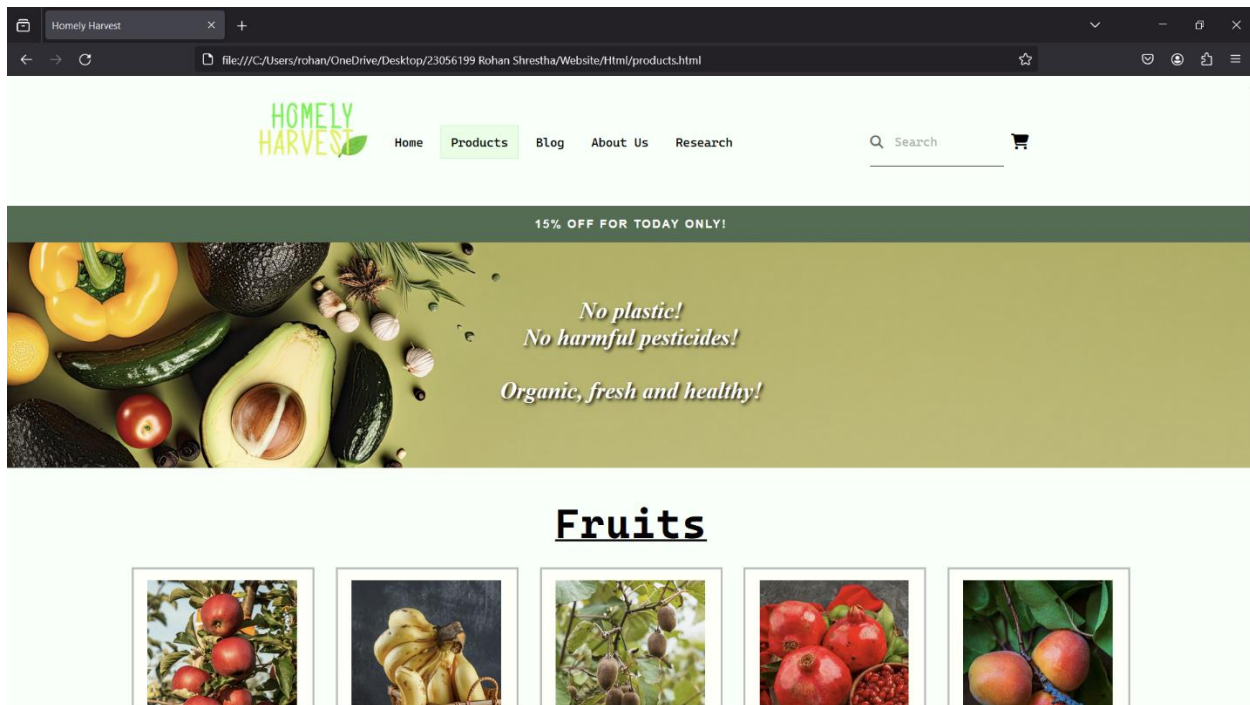 Homely Harvest
file:///C:/Users/rohan/OneDrive/Desktop/23056199 Rohan Shrestha/Website/Html/products.html
HOMELY
HARVEST
Home Products Blog About Us Research Search
15% OFF FOR TODAY ONLY!
No plastic!
No harmful pesticides!
Organic, fresh and healthy!
Fruits